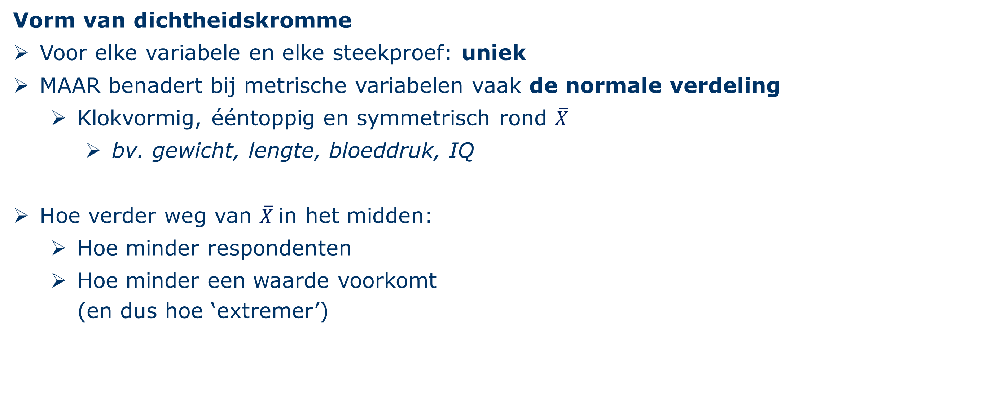 Vorm van dichtheidskromme
➢ Voor elke variabele en elke steekproef: uniek
➢ MAAR benadert bij metrische variabelen vaak de normale verdeling
➢ Klokvormig, ééntoppig en symmetrisch rond X̅
➢ bv. gewicht, lengte, bloeddruk, IQ
➢ Hoe verder weg van X̅ in het midden:
➢ Hoe minder respondenten
➢ Hoe minder een waarde voorkomt
(en dus hoe ‘extremer’)